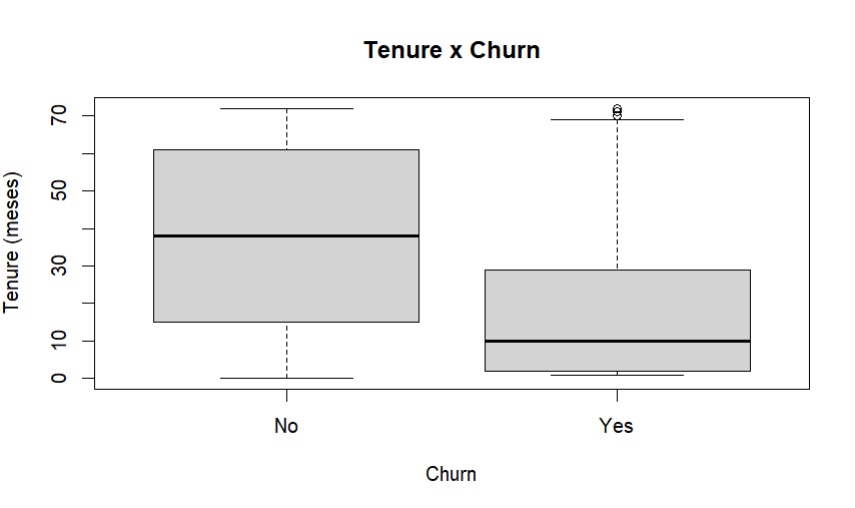 Tenure x Churn
Tenure (meses)
70
50
30
10
0
No Yes
Churn